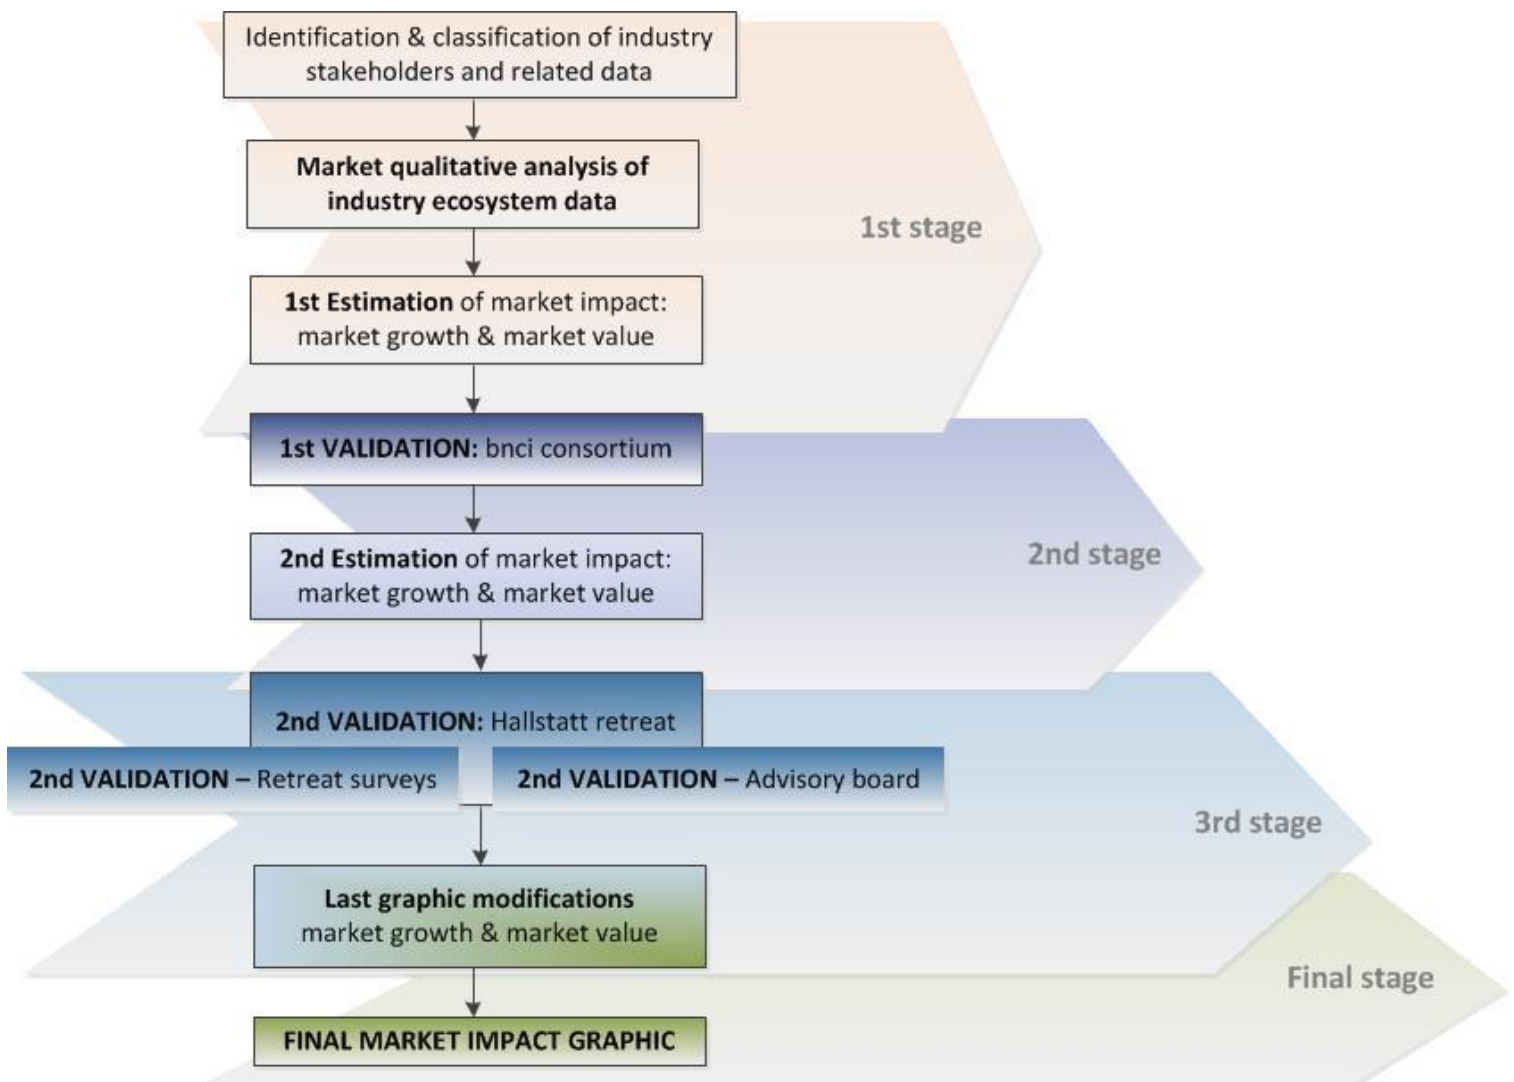 Identification & classification of industry
stakeholders and related data
Market qualitative analysis of
industry ecosystem data
1st stage
1st Estimation of market impact:
market growth & market value
1st VALIDATION: bnci consortium
2nd Estimation of market impact:
market growth & market value
2nd stage
2nd VALIDATION: Hallstatt retreat
2nd VALIDATION – Retreat surveys
2nd VALIDATION – Advisory board
3rd stage
Last graphic modifications
market growth & market value
Final stage
FINAL MARKET IMPACT GRAPHIC